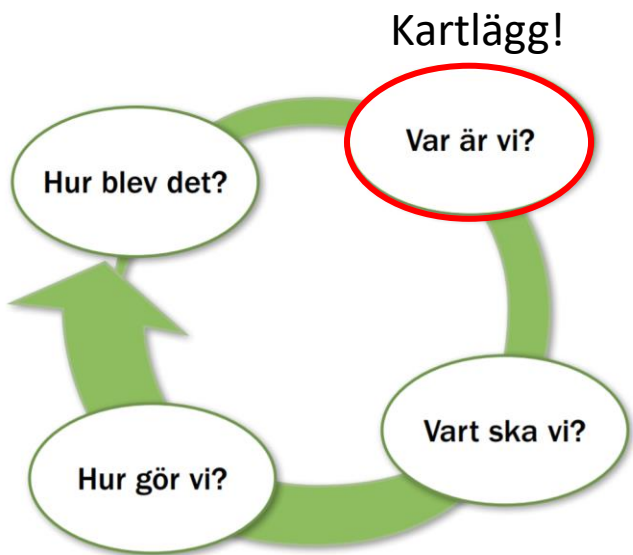 Kartlägg!
Var är vi?
Hur blev det?
Vart ska vi?
Hur gör vi?